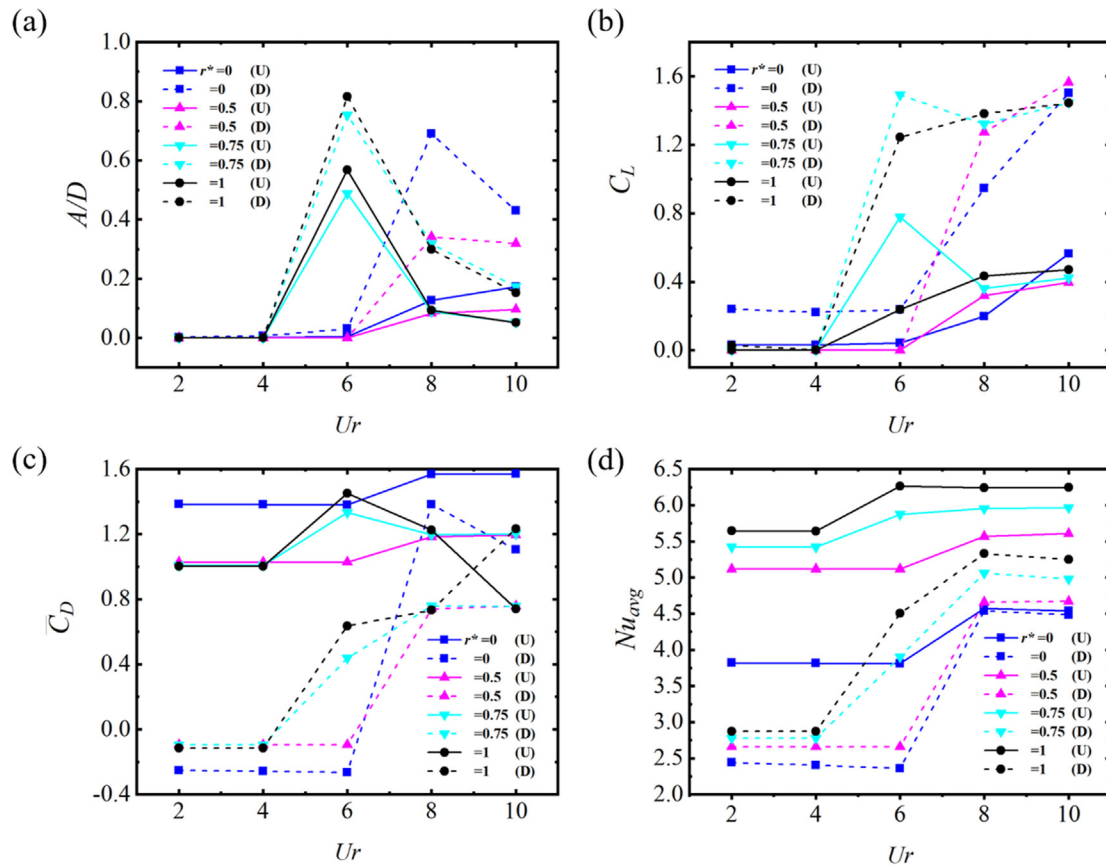 (a)
1.0
0.8
0.6
0.4
0.2
0.0
A/D
2 4 6 8 10
Ur
r*=0 (U)
=0 (D)
=0.5 (U)
=0.5 (D)
=0.75 (U)
=0.75 (D)
=1 (U)
=1 (D)
(b)
1.6
1.2
0.8
0.4
0.0
C_L
2 4 6 8 10
Ur
r*=0 (U)
=0 (D)
=0.5 (U)
=0.5 (D)
=0.75 (U)
=0.75 (D)
=1 (U)
=1 (D)
(c)
1.6
1.2
0.8
0.4
0.0
-0.4
C̅_D
2 4 6 8 10
Ur
r*=0 (U)
=0 (D)
=0.5 (U)
=0.5 (D)
=0.75 (U)
=0.75 (D)
=1 (U)
=1 (D)
(d)
6.5
6.0
5.5
5.0
4.5
4.0
3.5
3.0
2.5
2.0
Nu_avg
2 4 6 8 10
Ur
r*=0 (U)
=0 (D)
=0.5 (U)
=0.5 (D)
=0.75 (U)
=0.75 (D)
=1 (U)
=1 (D)